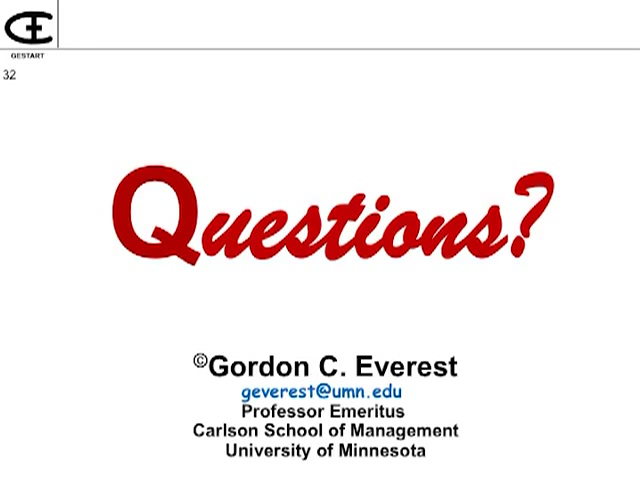 GESTART
32
Questions?
©Gordon C. Everest
geverest@umn.edu
Professor Emeritus
Carlson School of Management
University of Minnesota